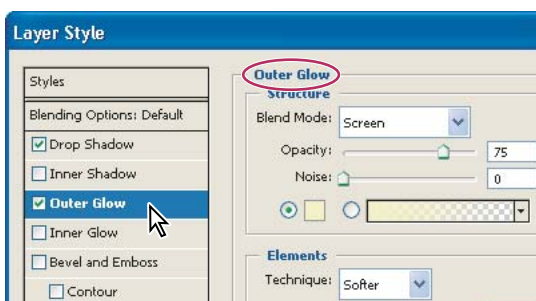 Layer Style
Styles
Blending Options: Default
Drop Shadow
Inner Shadow
Outer Glow
Inner Glow
Bevel and Emboss
Contour
Outer Glow
Structure
Blend Mode: Screen
Opacity: 75
Noise: 0
Elements
Technique: Softer